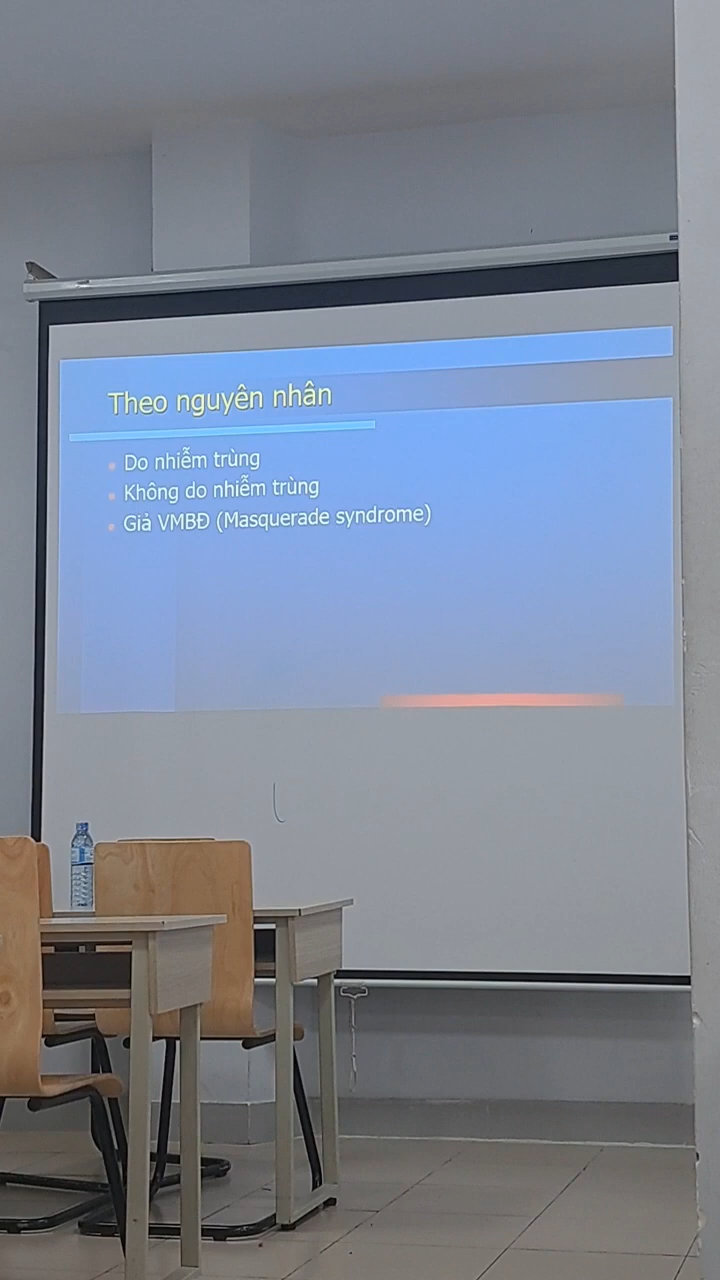 Theo nguyên nhân
Do nhiễm trùng
Không do nhiễm trùng
Giả VMBĐ (Masquerade syndrome)